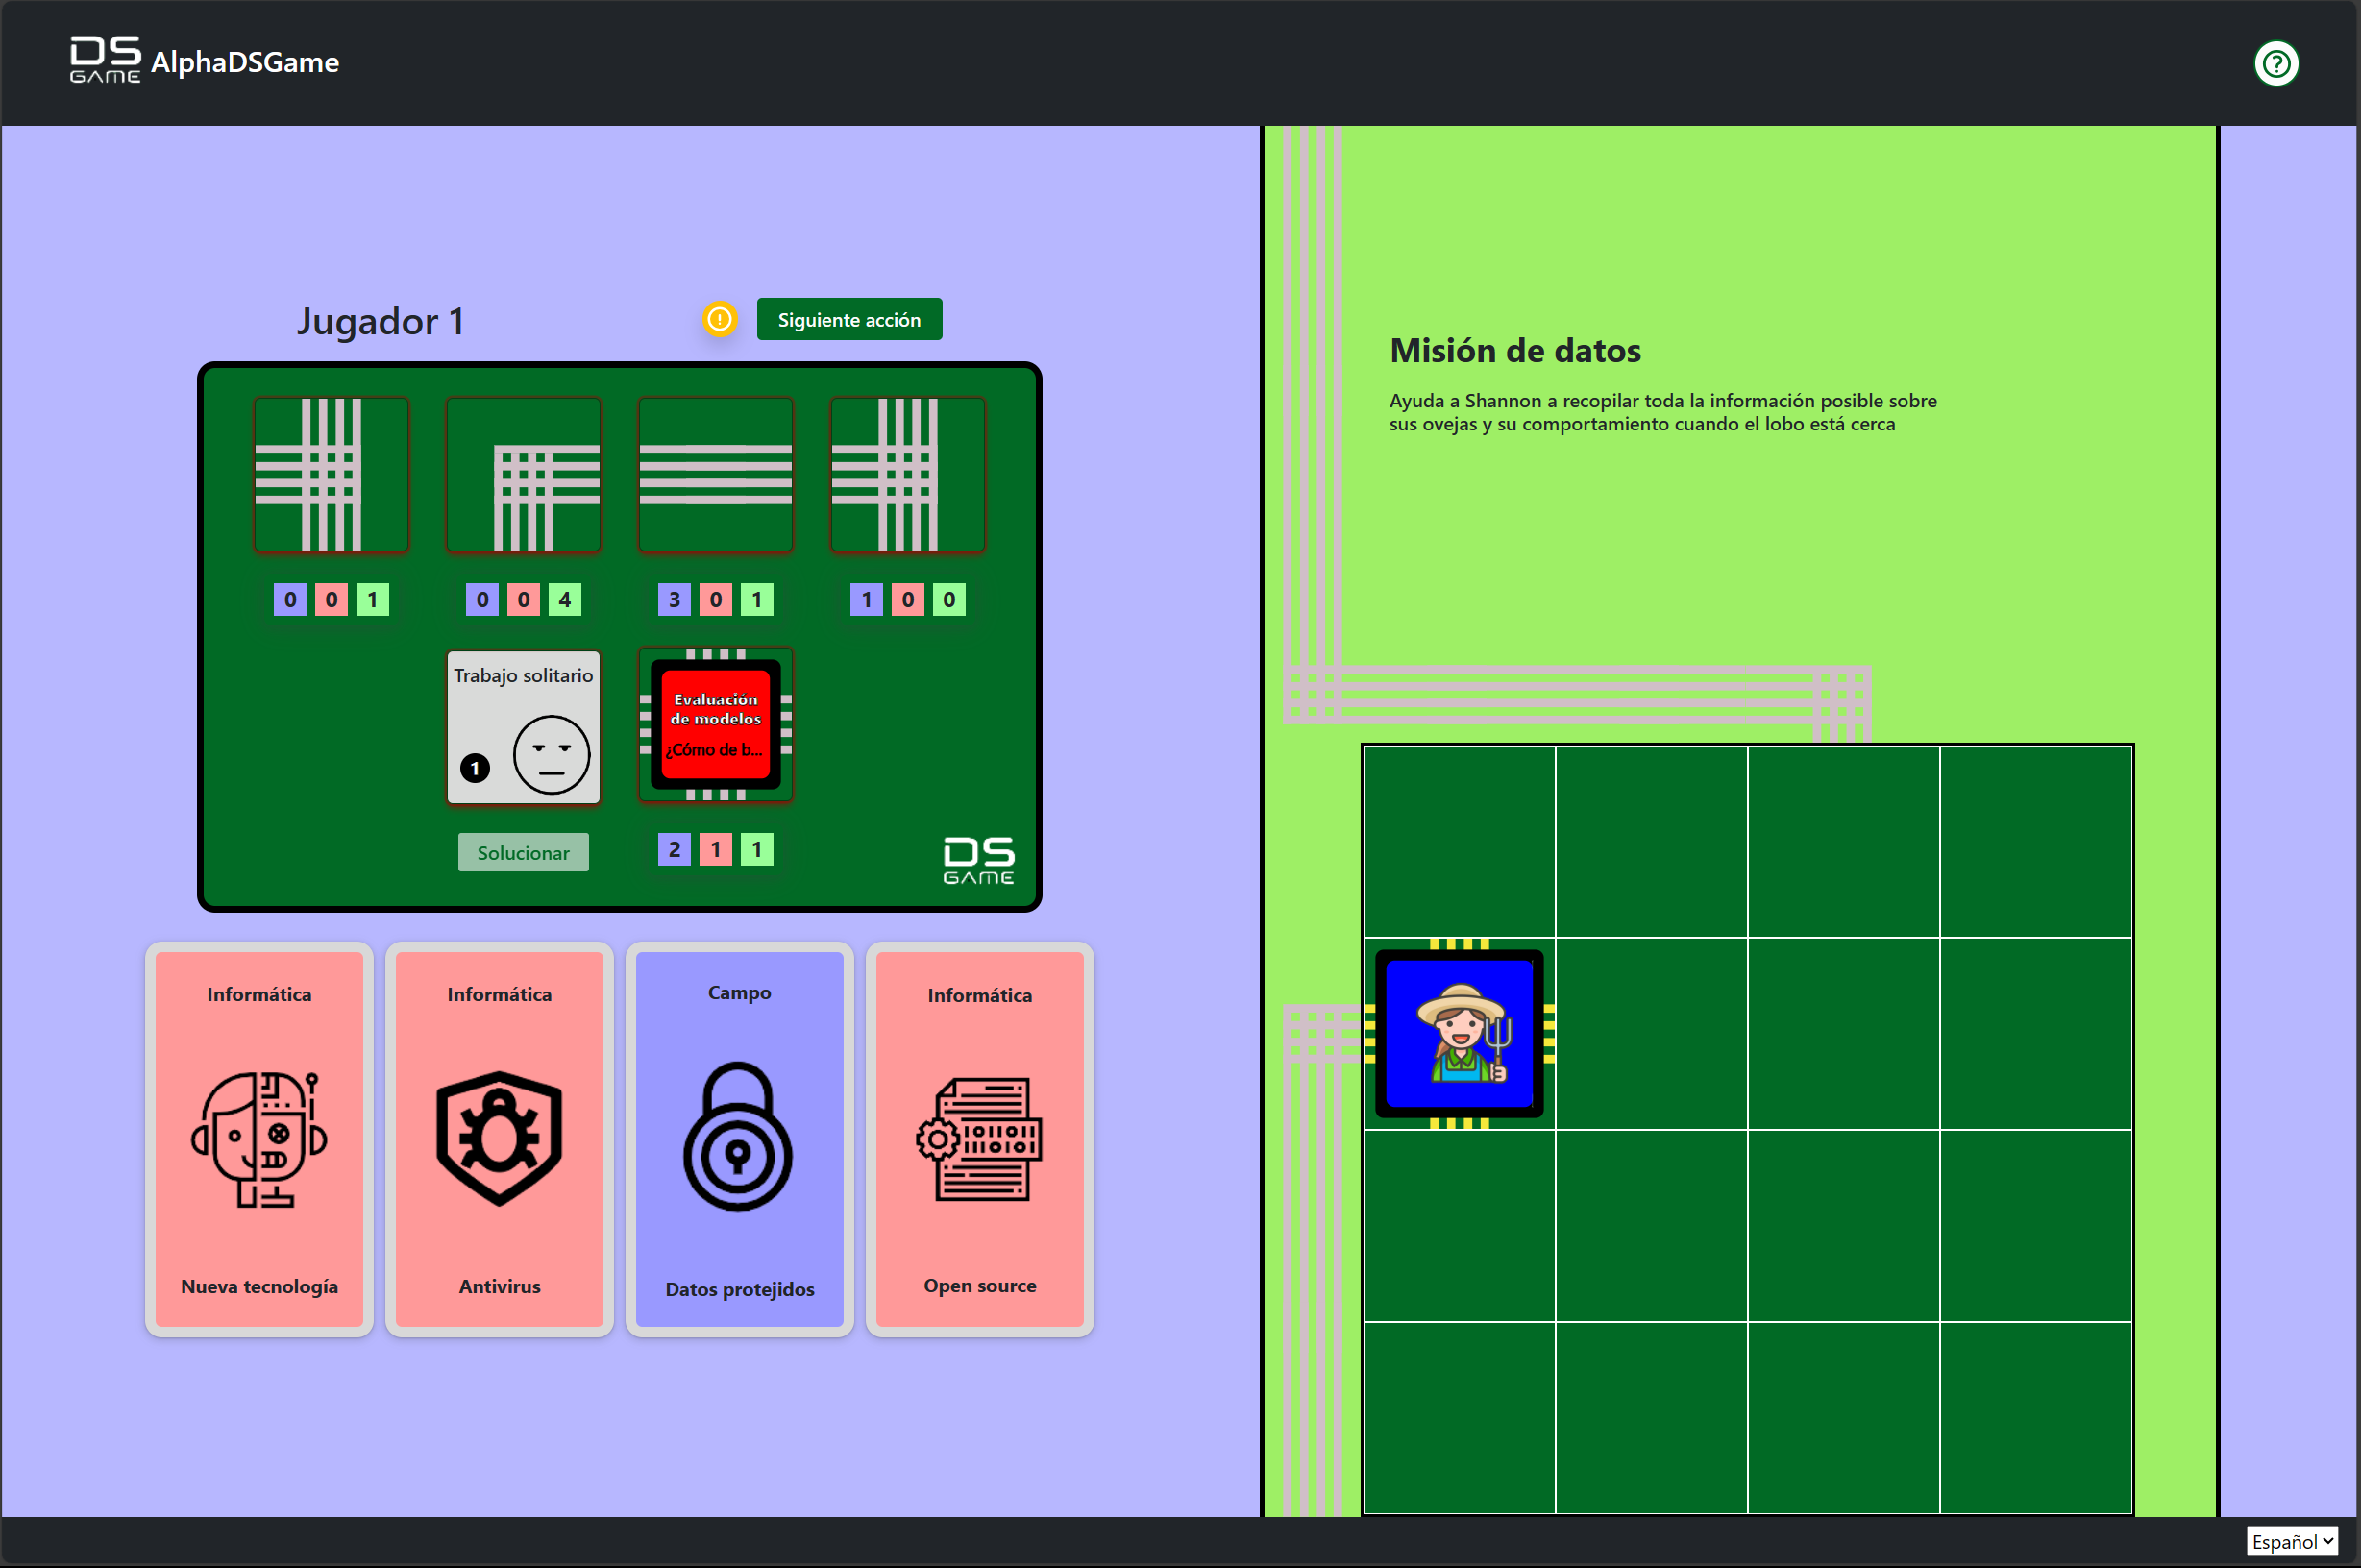 DS
GAME
AlphaDSGame
Jugador 1
Siguiente acción
0 0 1
0 0 4
3 0 1
1 0 0
Trabajo solitario
1
Solucionar
Evaluación
de modelos
¿Cómo de b...
2 1 1
DS
GAME
Informática
Nueva tecnología
Informática
Antivirus
Campo
Datos protejidos
Informática
Open source
Misión de datos
Ayuda a Shannon a recopilar toda la información posible sobre
sus ovejas y su comportamiento cuando el lobo está cerca
Español